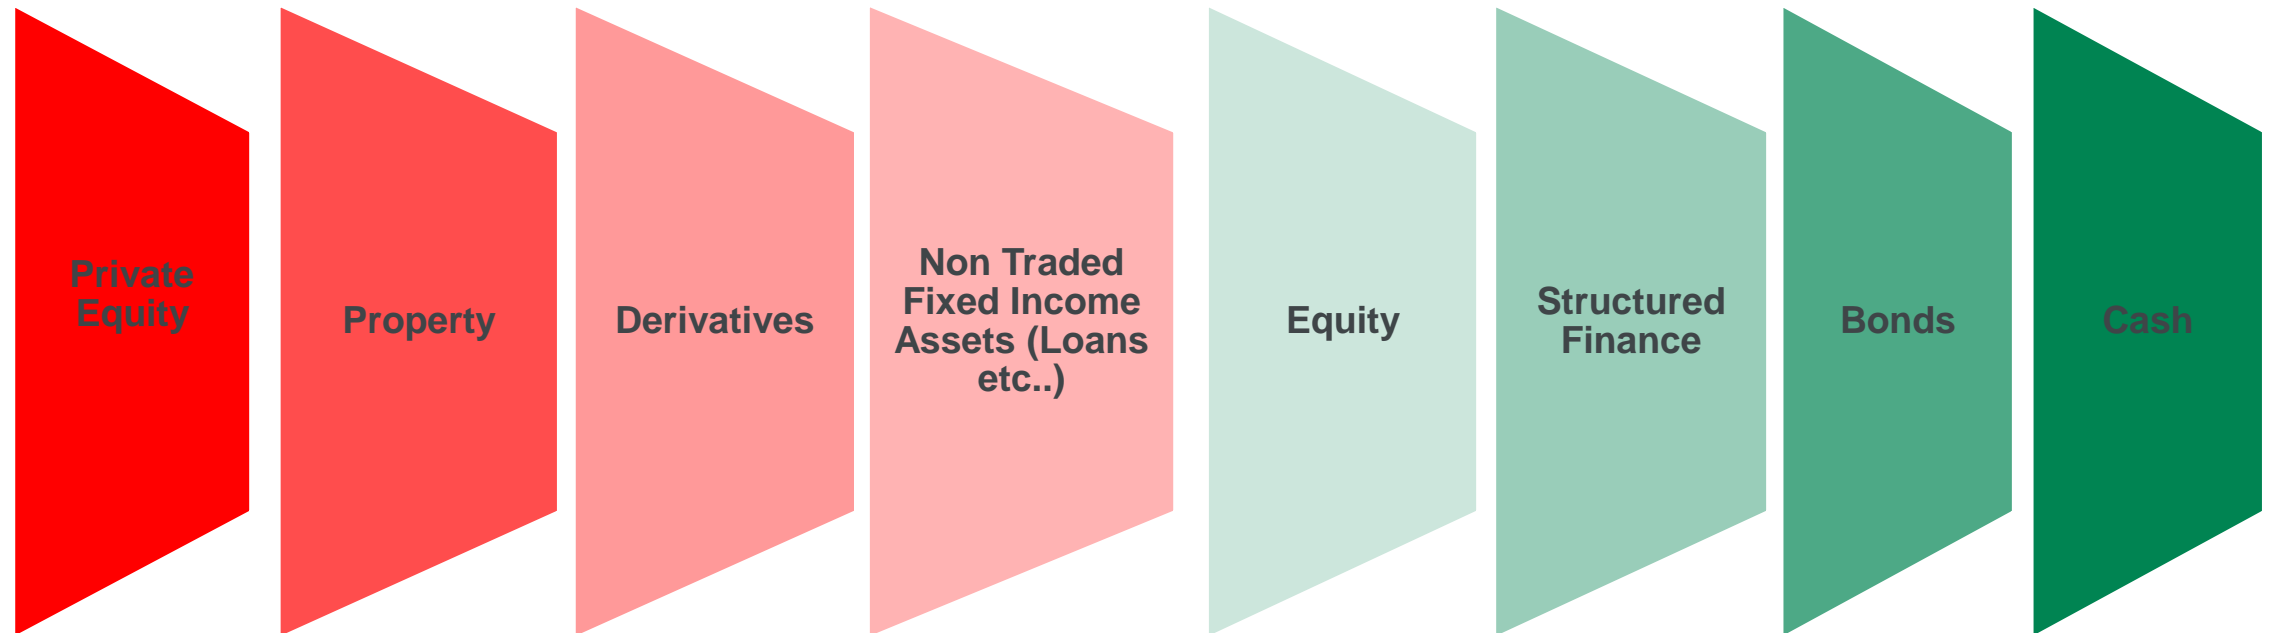 Private
Equity
Property
Derivatives
Non Traded
Fixed Income
Assets (Loans
etc..)
Equity
Structured
Finance
Bonds
Cash